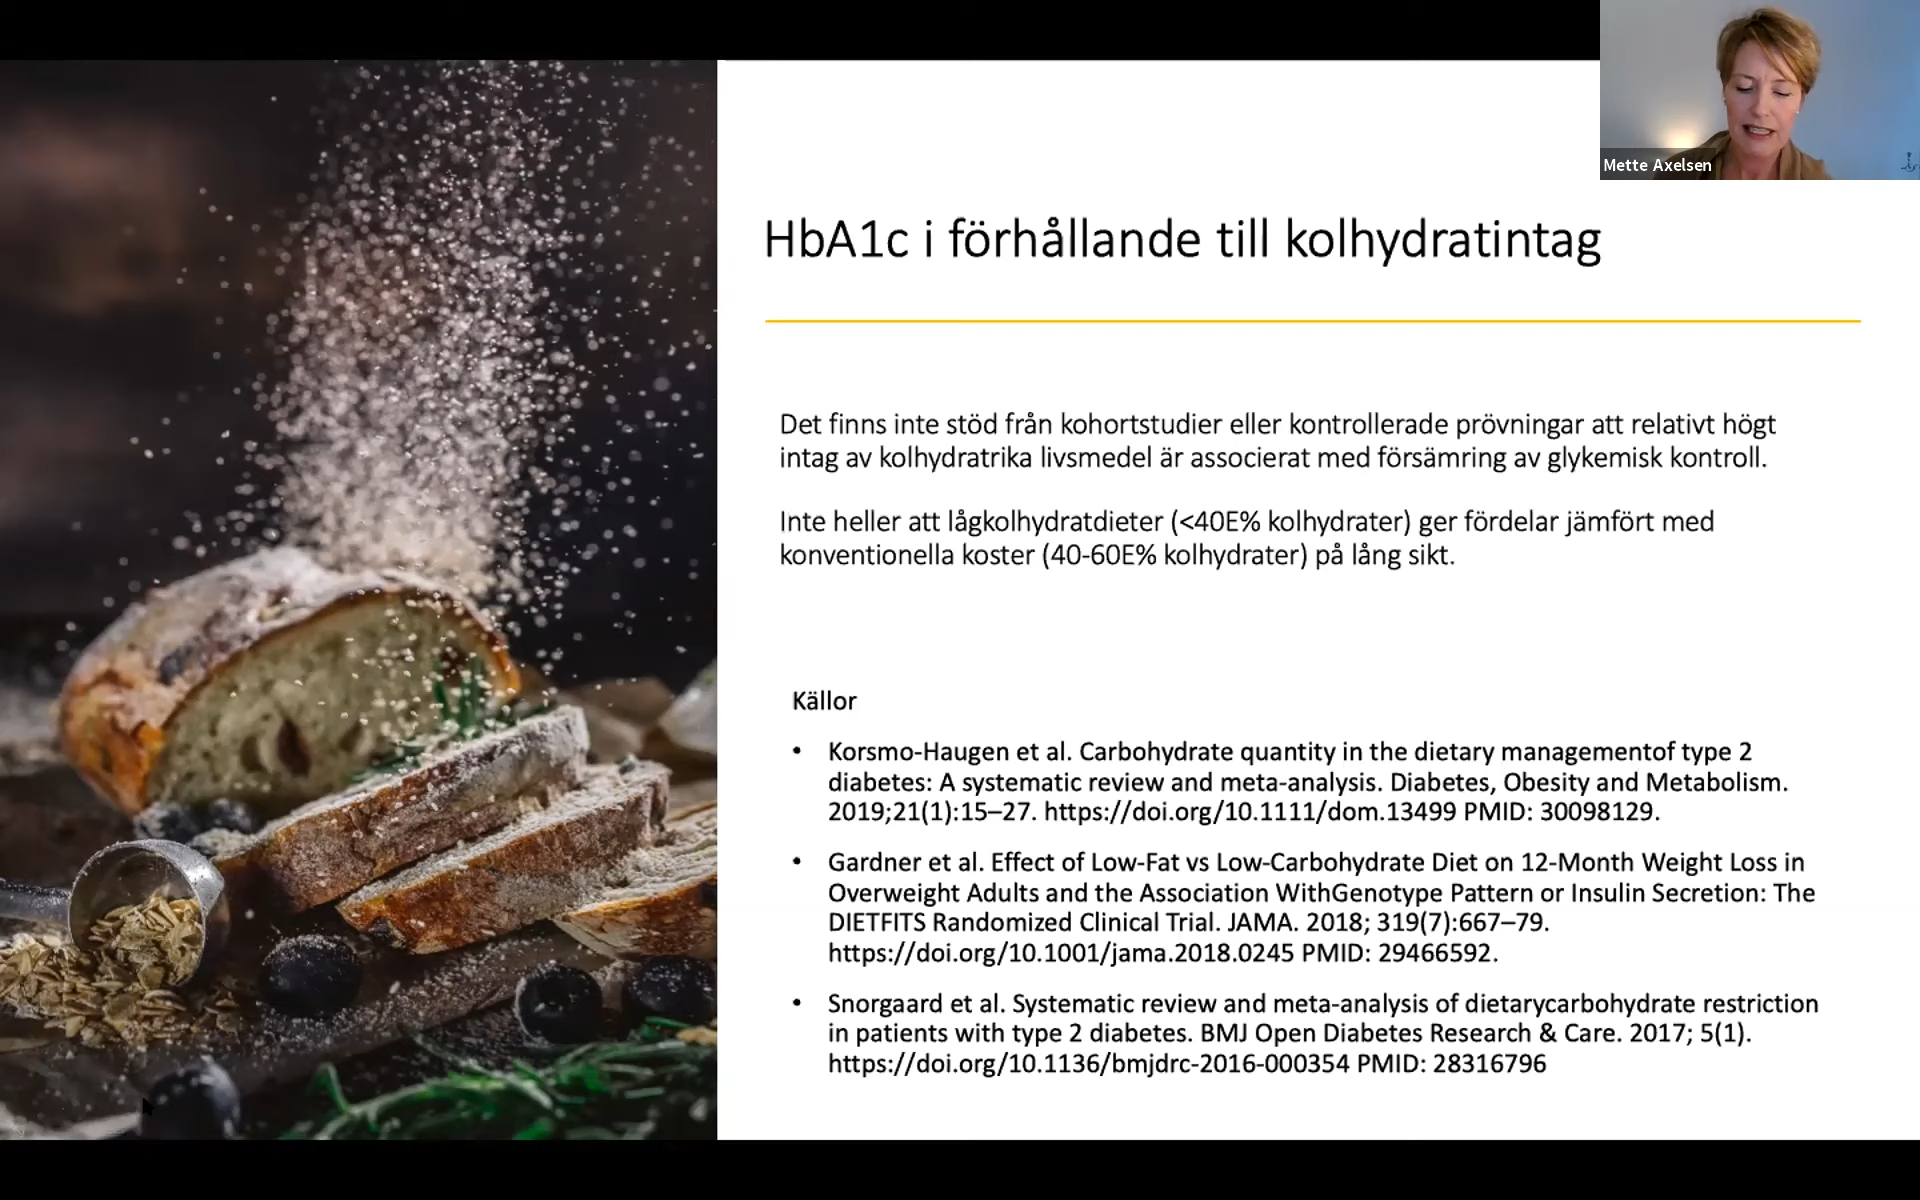 Mette Axelsen
HbA1c i förhållande till kolhydratintag
Det finns inte stöd från kohortstudier eller kontrollerade prövningar att relativt högt
intag av kolhydratrika livsmedel är associerat med försämring av glykemisk kontroll.
Inte heller att lågkolhydratdieter (<40E% kolhydrater) ger fördelar jämfört med
konventionella koster (40-60E% kolhydrater) på lång sikt.
Källor
• Korsmo-Haugen et al. Carbohydrate quantity in the dietary managementof type 2
diabetes: A systematic review and meta-analysis. Diabetes, Obesity and Metabolism.
2019;21(1):15–27. https://doi.org/10.1111/dom.13499 PMID: 30098129.
• Gardner et al. Effect of Low-Fat vs Low-Carbohydrate Diet on 12-Month Weight Loss in
Overweight Adults and the Association WithGenotype Pattern or Insulin Secretion: The
DIETFITS Randomized Clinical Trial. JAMA. 2018; 319(7):667–79.
https://doi.org/10.1001/jama.2018.0245 PMID: 29466592.
• Snorgaard et al. Systematic review and meta-analysis of dietarycarbohydrate restriction
in patients with type 2 diabetes. BMJ Open Diabetes Research & Care. 2017; 5(1).
https://doi.org/10.1136/bmjdrc-2016-000354 PMID: 28316796